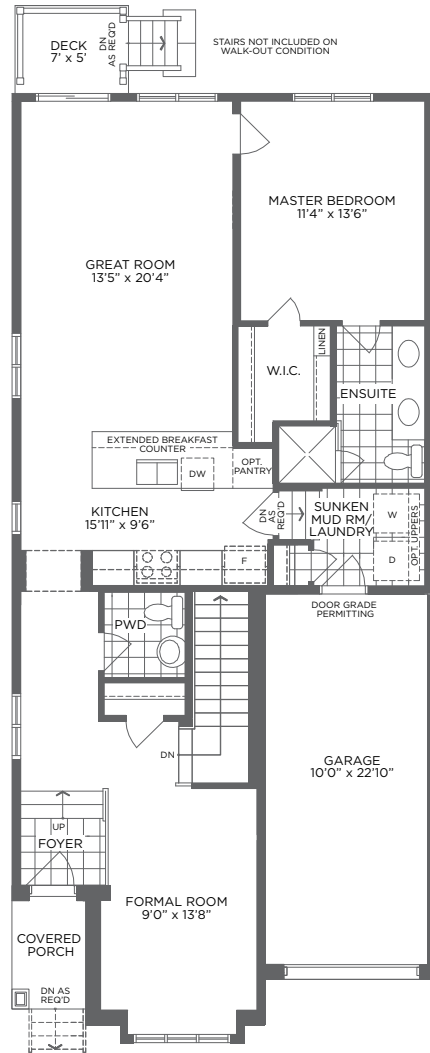 DECK
7' x 5'
DN
AS REQ'D
STAIRS NOT INCLUDED ON
WALK-OUT CONDITION
MASTER BEDROOM
11'4" x 13'6"
GREAT ROOM
13'5" x 20'4"
LINEN
W.I.C.
ENSUITE
EXTENDED BREAKFAST
COUNTER
DW
OPT.
PANTRY
KITCHEN
15'11" x 9'6"
DN
AS
REQ'D
SUNKEN
MUD RM/
LAUNDRY
W
D
OPT. UPPERS
F
DOOR GRADE
PERMITTING
PWD
DN
GARAGE
10'0" x 22'10"
UP
FOYER
FORMAL ROOM
9'0" x 13'8"
COVERED
PORCH
DN AS
REQ'D